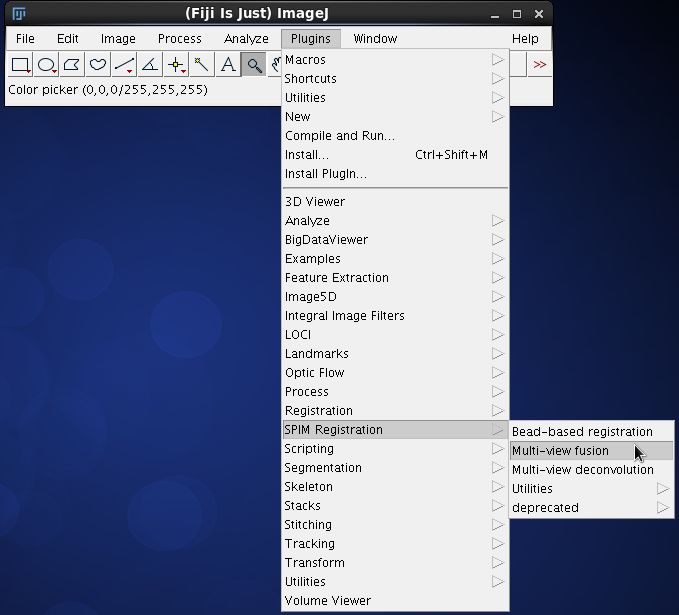 (Fiji Is Just) ImageJ
File Edit Image Process Analyze Plugins Window Help
A >>
Color picker (0,0,0/255,255,255)
Macros
Shortcuts
Utilities
New
Compile and Run...
Install... Ctrl+Shift+M
Install PlugIn...
3D Viewer
Analyze
BigDataViewer
Examples
Feature Extraction
Image5D
Integral Image Filters
LOCI
Landmarks
Optic Flow
Process
Registration
SPIM Registration
Scripting
Segmentation
Skeleton
Stacks
Stitching
Tracking
Transform
Utilities
Volume Viewer
Bead-based registration
Multi-view fusion
Multi-view deconvolution
Utilities
deprecated